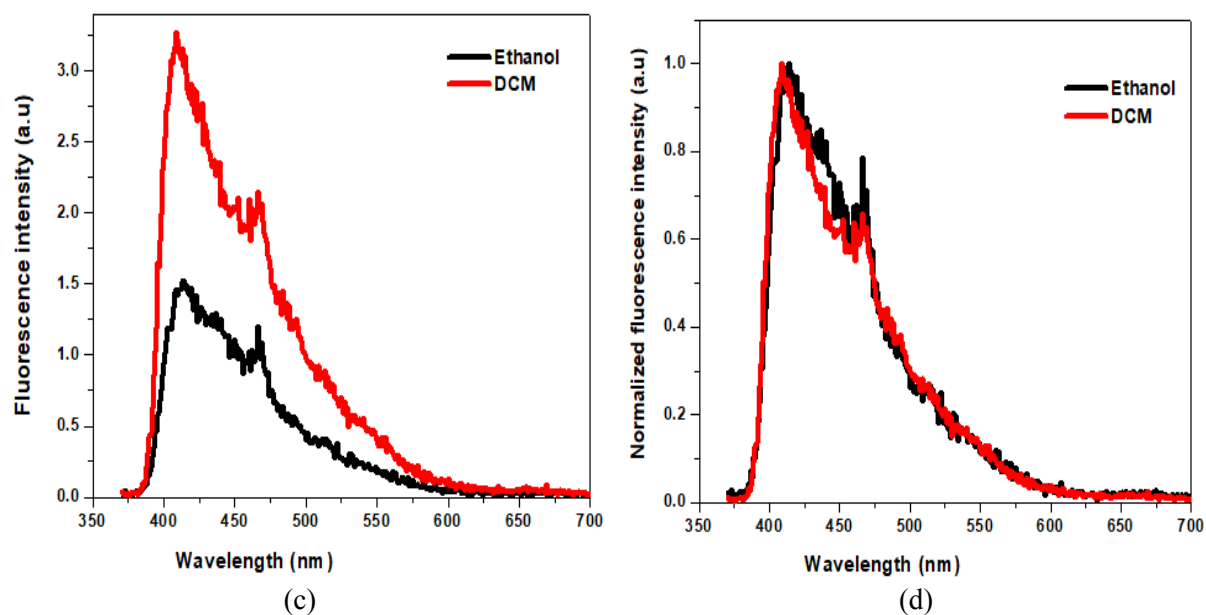 Fluorescence intensity (a.u)
3.0
2.5
2.0
1.5
1.0
0.5
0.0
350 400 450 500 550 600 650 700
Wavelength (nm)
Ethanol
DCM
(c)
Normalized fluorescence intensity (a.u)
1.0
0.8
0.6
0.4
0.2
0.0
350 400 450 500 550 600 650 700
Wavelength (nm)
Ethanol
DCM
(d)